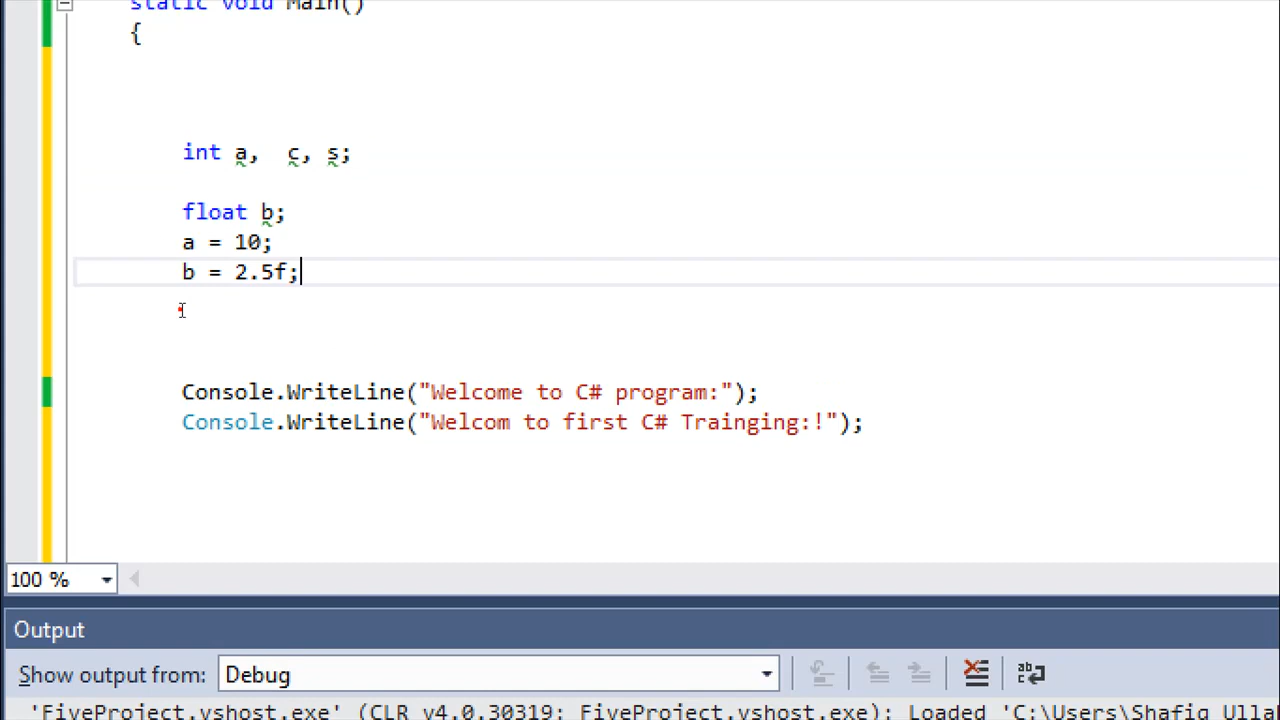 static void Main()
{
int a,  c, s;
float b;
a = 10;
b = 2.5f;
Console.WriteLine("Welcome to C# program:");
Console.WriteLine("Welcom to first C# Trainging:!");
100 %
Output
Show output from: Debug
'FiveProject.vshost.exe' (CLR v4.0.30319: FiveProject.vshost.exe): Loaded 'C:\Users\Shafiq Ullah